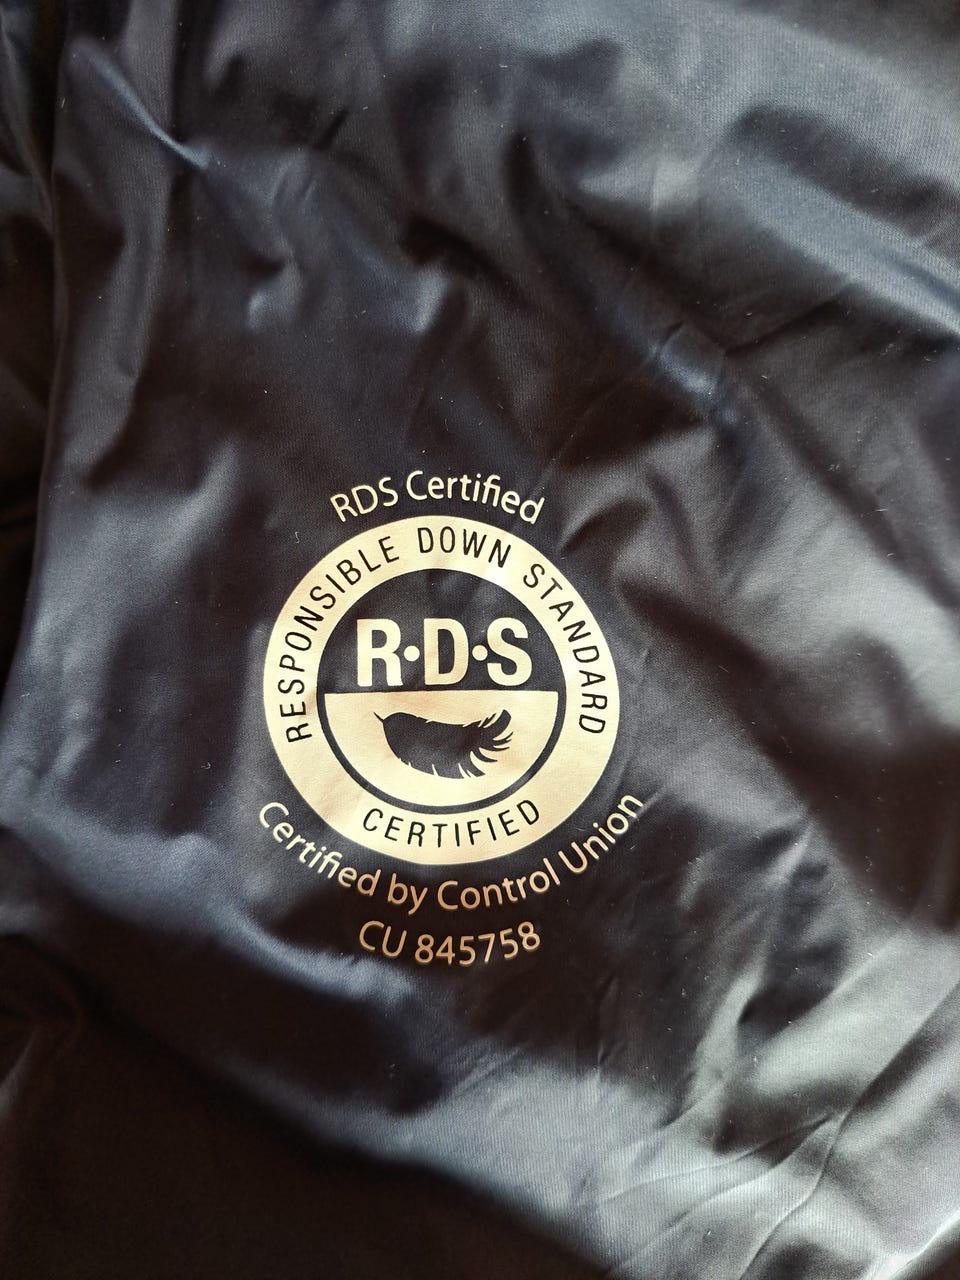 RDS Certified
RESPONSIBLE DOWN STANDARD
R·D·S
CERTIFIED
Certified by Control Union
CU 845758